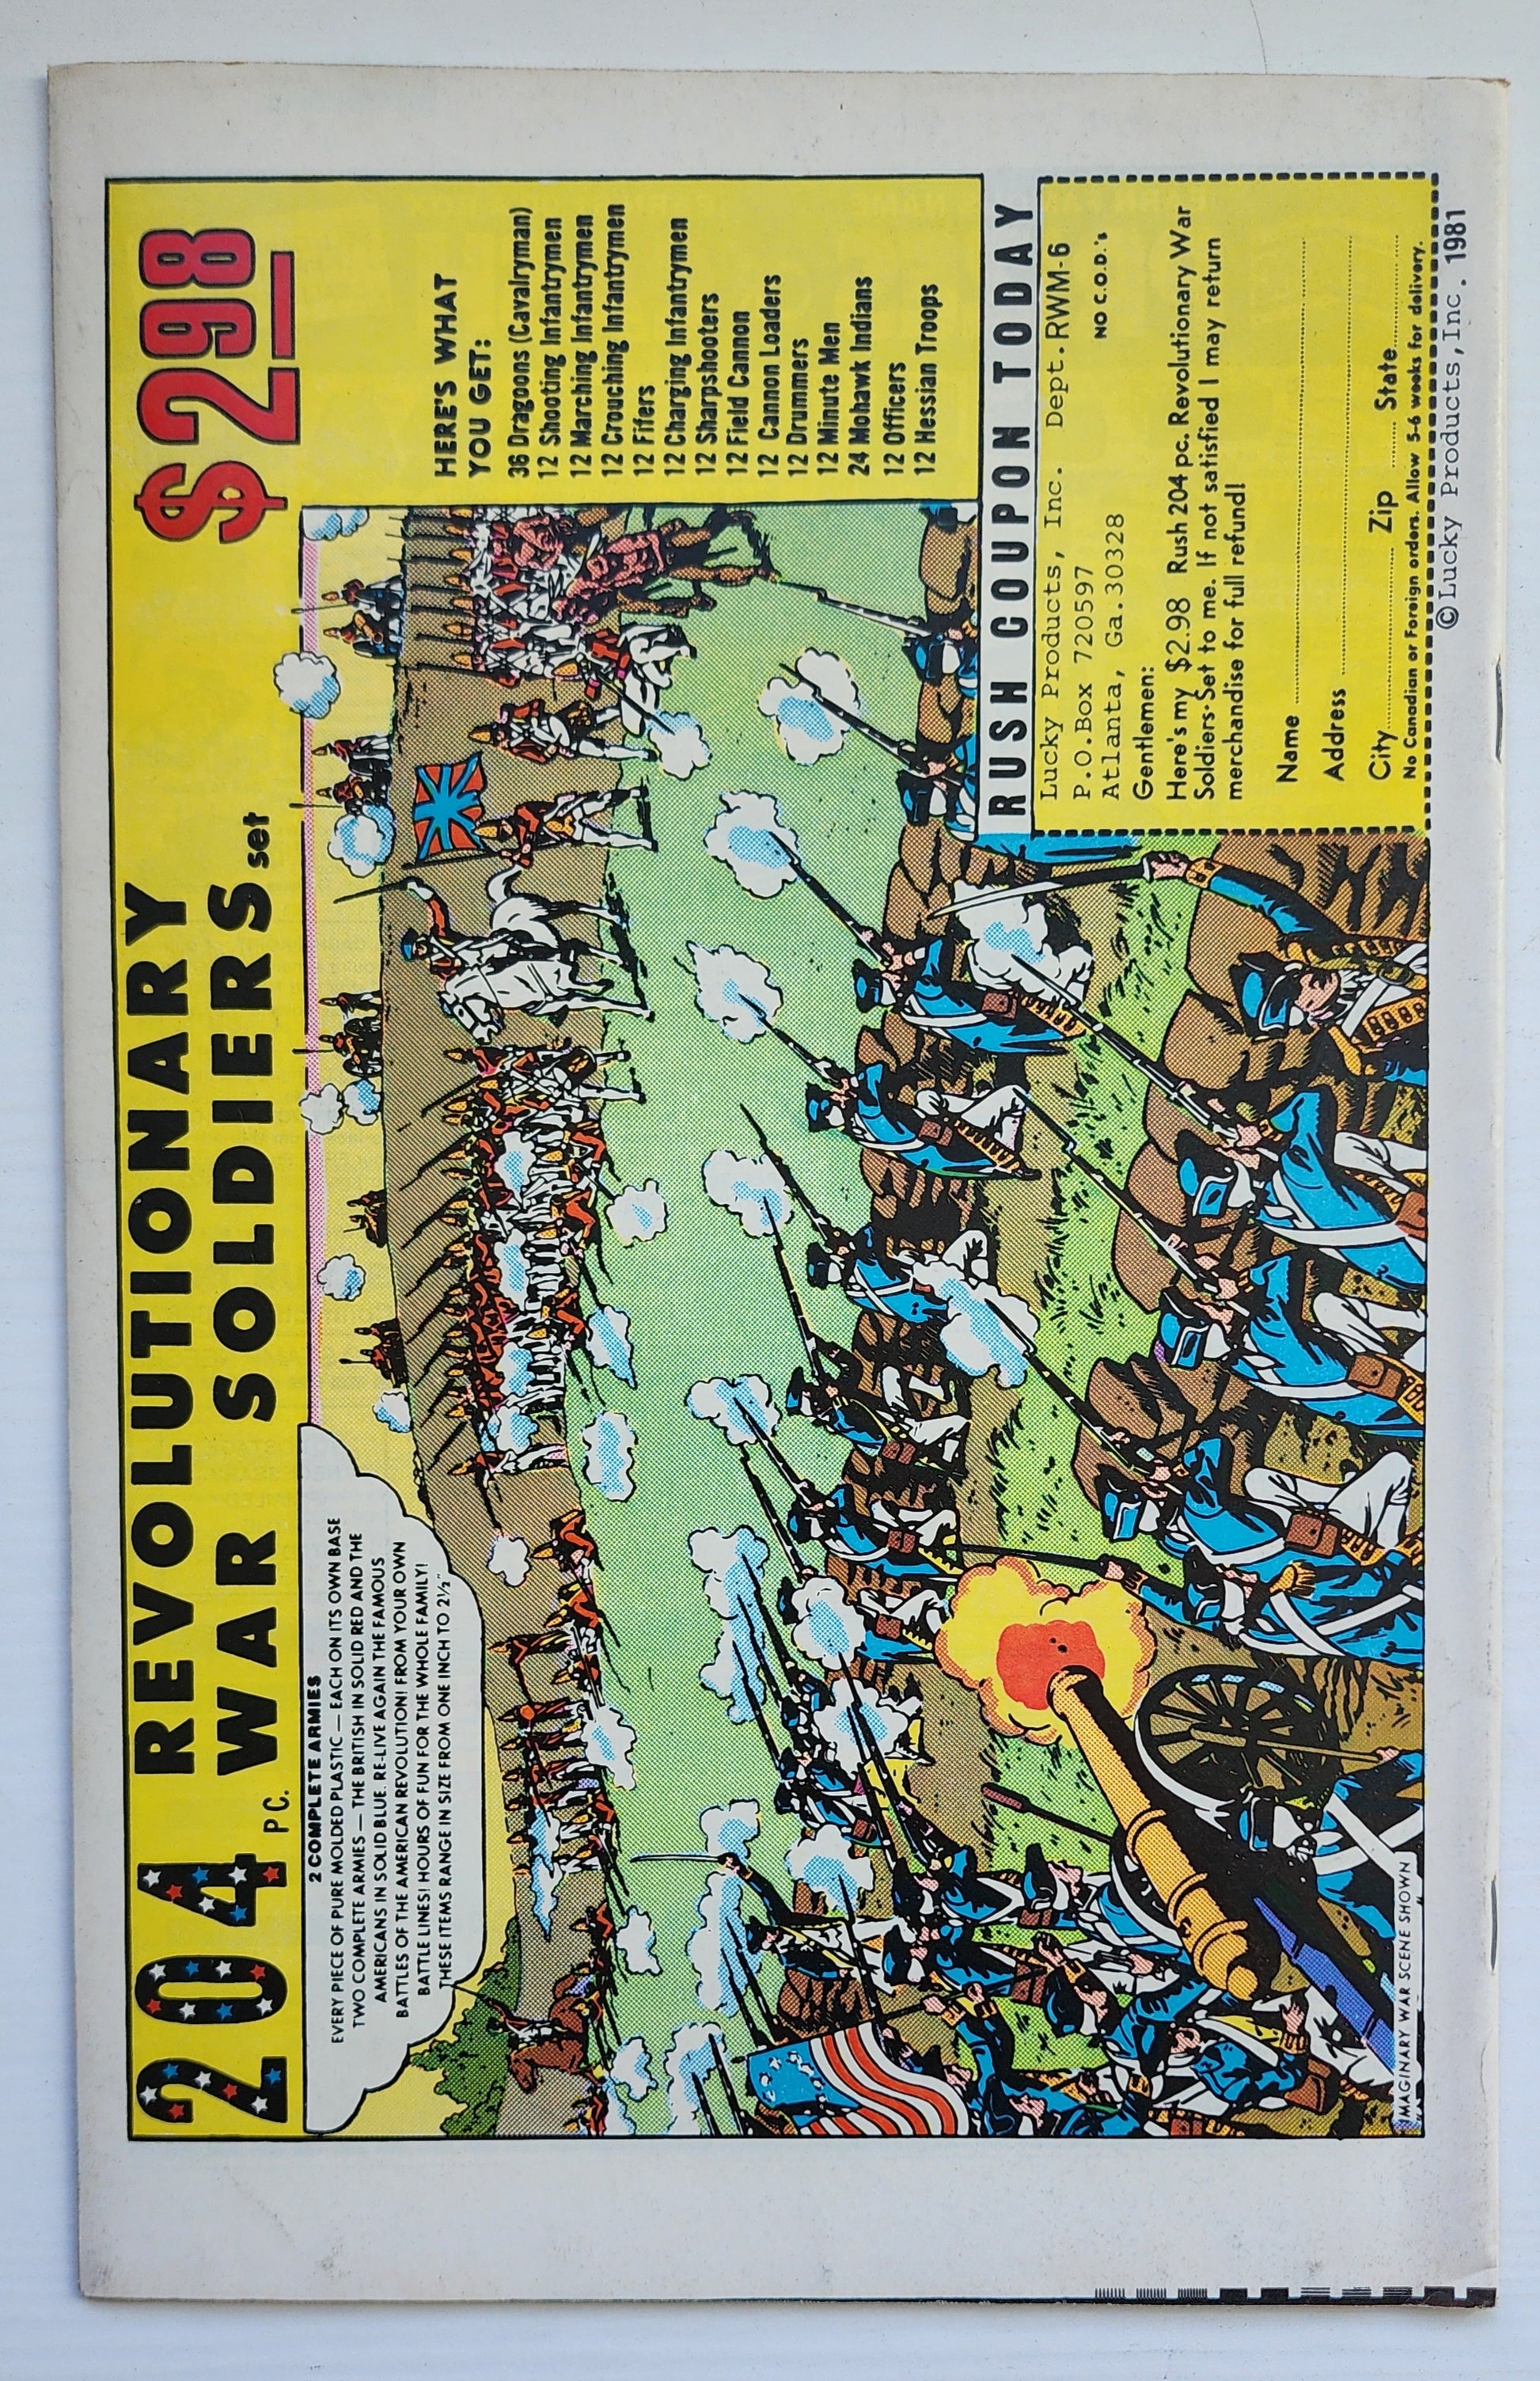 204 PC. REVOLUTIONARY
WAR SOLDIERS set
$2.98
2 COMPLETE ARMIES
EVERY PIECE OF PURE MOLDED PLASTIC — EACH ON ITS OWN BASE
TWO COMPLETE ARMIES — THE BRITISH IN SOLID RED AND THE
AMERICANS IN SOLID BLUE. RE-LIVE AGAIN THE FAMOUS
BATTLES OF THE AMERICAN REVOLUTION! FROM YOUR OWN
BATTLE LINES! HOURS OF FUN FOR THE WHOLE FAMILY!
THESE ITEMS RANGE IN SIZE FROM ONE INCH TO 2½"
HERE'S WHAT
YOU GET:
36 Dragoons (Cavalryman)
12 Shooting Infantrymen
12 Marching Infantrymen
12 Crouching Infantrymen
12 Fifers
12 Charging Infantrymen
12 Sharpshooters
12 Field Cannon
12 Cannon Loaders
12 Drummers
12 Minute Men
24 Mohawk Indians
12 Officers
12 Hessian Troops
RUSH COUPON TODAY
Lucky Products, Inc. Dept. RWM-6
P.O.Box 720597
NO C.O.D.'s
Atlanta, Ga.30328
Gentlemen:
Here's my $2.98 Rush 204 pc. Revolutionary War
Soldiers·Set to me. If not satisfied I may return
merchandise for full refund!
Name
Address
City Zip State
No Canadian or Foreign orders. Allow 5-6 weeks for delivery.
IMAGINARY WAR SCENE SHOWN
©Lucky Products,Inc. 1981